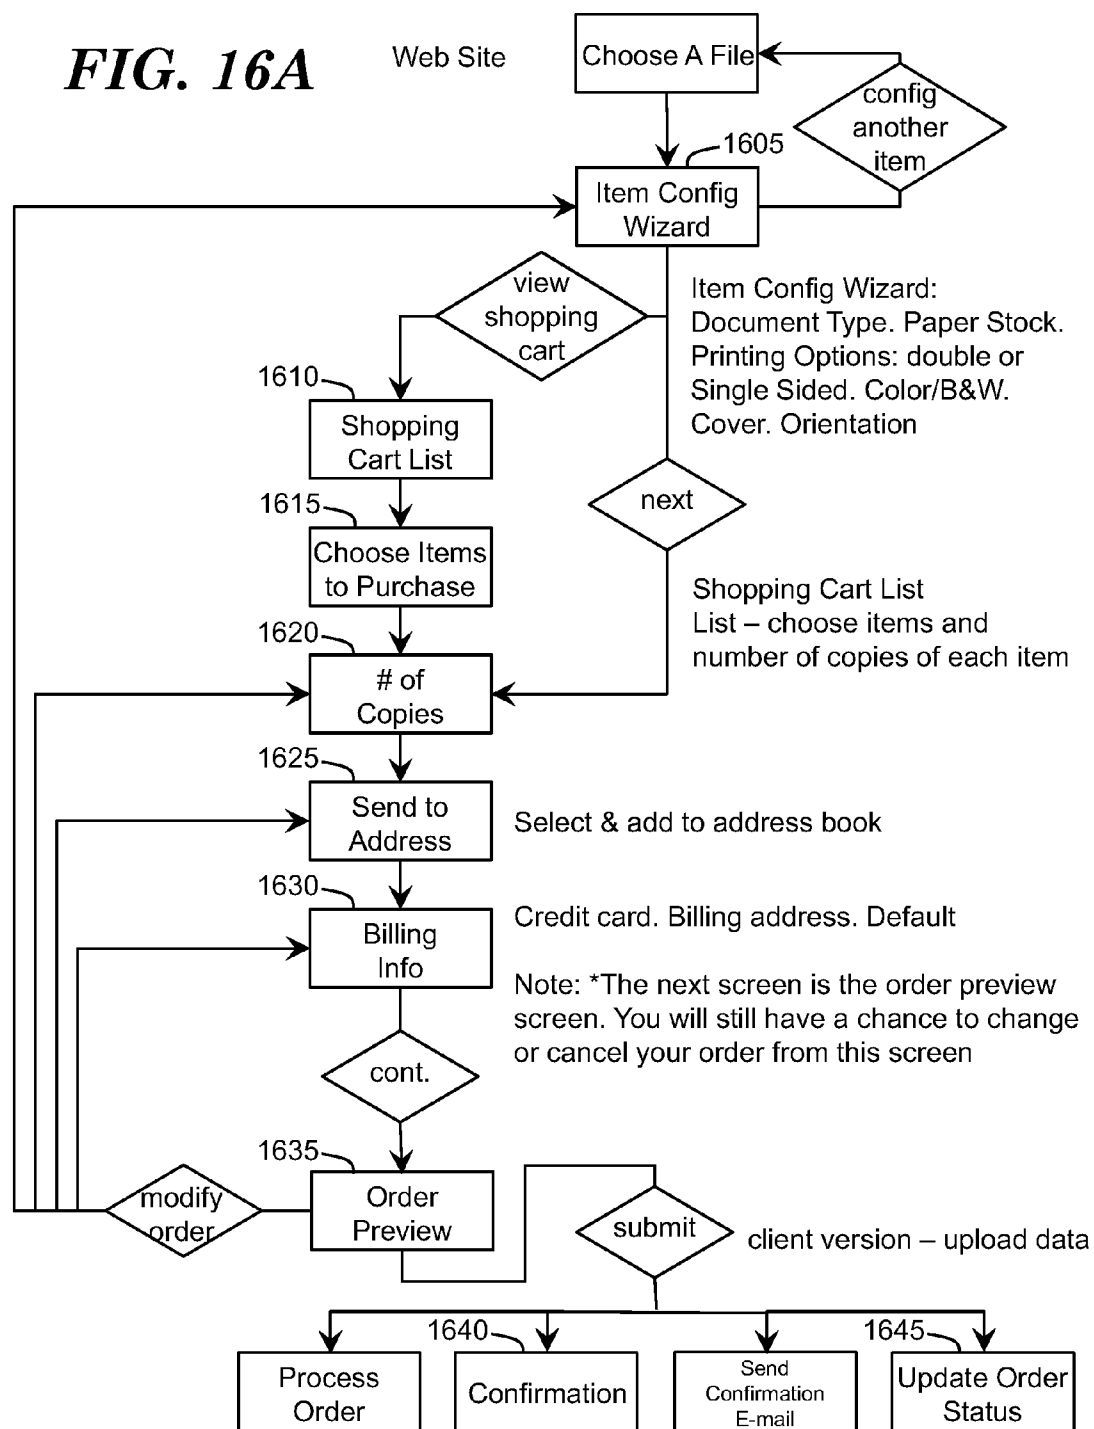 FIG. 16A
Web Site
Choose A File
config
another
item
1605
Item Config
Wizard
view
shopping
cart
Item Config Wizard:
Document Type. Paper Stock.
Printing Options: double or
Single Sided. Color/B&W.
Cover. Orientation
1610
Shopping
Cart List
next
1615
Choose Items
to Purchase
Shopping Cart List
List – choose items and
number of copies of each item
1620
# of
Copies
1625
Send to
Address
Select & add to address book
1630
Billing
Info
Credit card. Billing address. Default
Note: *The next screen is the order preview
screen. You will still have a chance to change
or cancel your order from this screen
cont.
1635
Order
Preview
modify
order
submit
client version – upload data
Process
Order
1640
Confirmation
Send
Confirmation
E-mail
1645
Update Order
Status